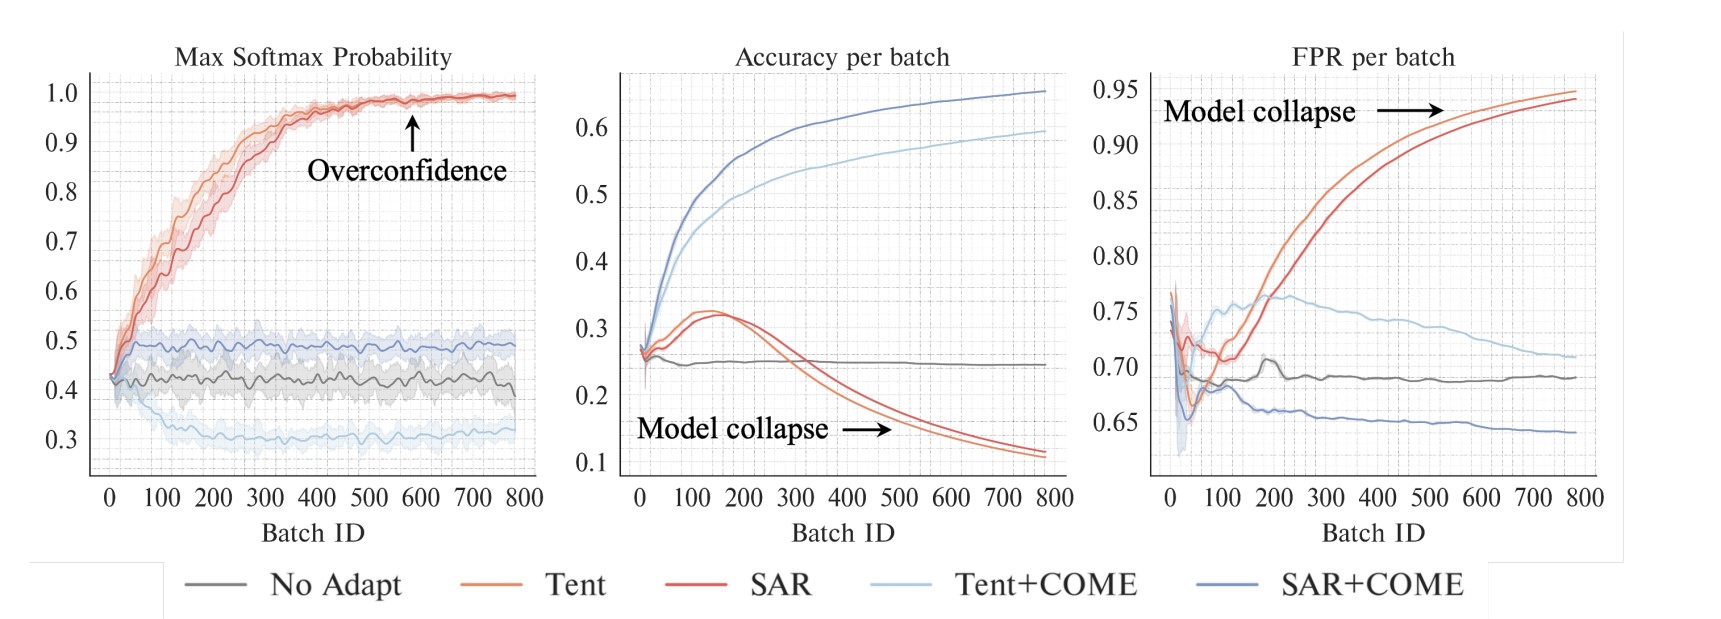 Max Softmax Probability
1.0
0.9
0.8
0.7
0.6
0.5
0.4
0.3
Overconfidence
0 100 200 300 400 500 600 700 800
Batch ID
Accuracy per batch
0.6
0.5
0.4
0.3
0.2
0.1
Model collapse
0 100 200 300 400 500 600 700 800
Batch ID
FPR per batch
0.95
0.90
0.85
0.80
0.75
0.70
0.65
Model collapse
0 100 200 300 400 500 600 700 800
Batch ID
No Adapt Tent SAR Tent+COME SAR+COME